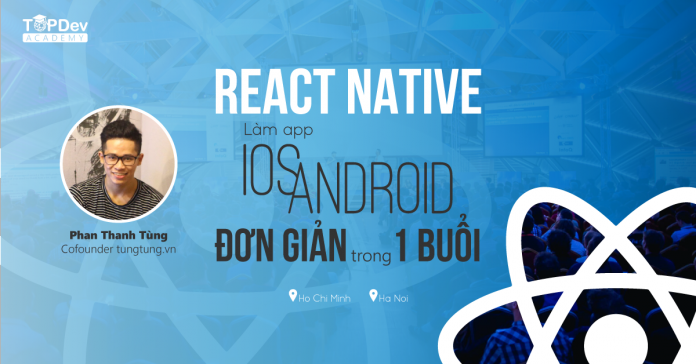 TOPDev
ACADEMY
REACT NATIVE
Làm app
IOS ANDROID
ĐƠN GIẢN trong 1 BUỔI
Phan Thanh Tùng
Cofounder tungtung.vn
Ho Chi Minh Ha Noi